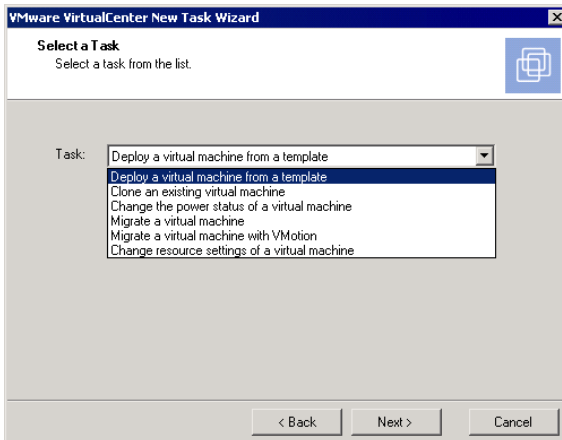 VMware VirtualCenter New Task Wizard
Select a Task
Select a task from the list.
Task: Deploy a virtual machine from a template
Deploy a virtual machine from a template
Clone an existing virtual machine
Change the power status of a virtual machine
Migrate a virtual machine
Migrate a virtual machine with VMotion
Change resource settings of a virtual machine
< Back Next > Cancel